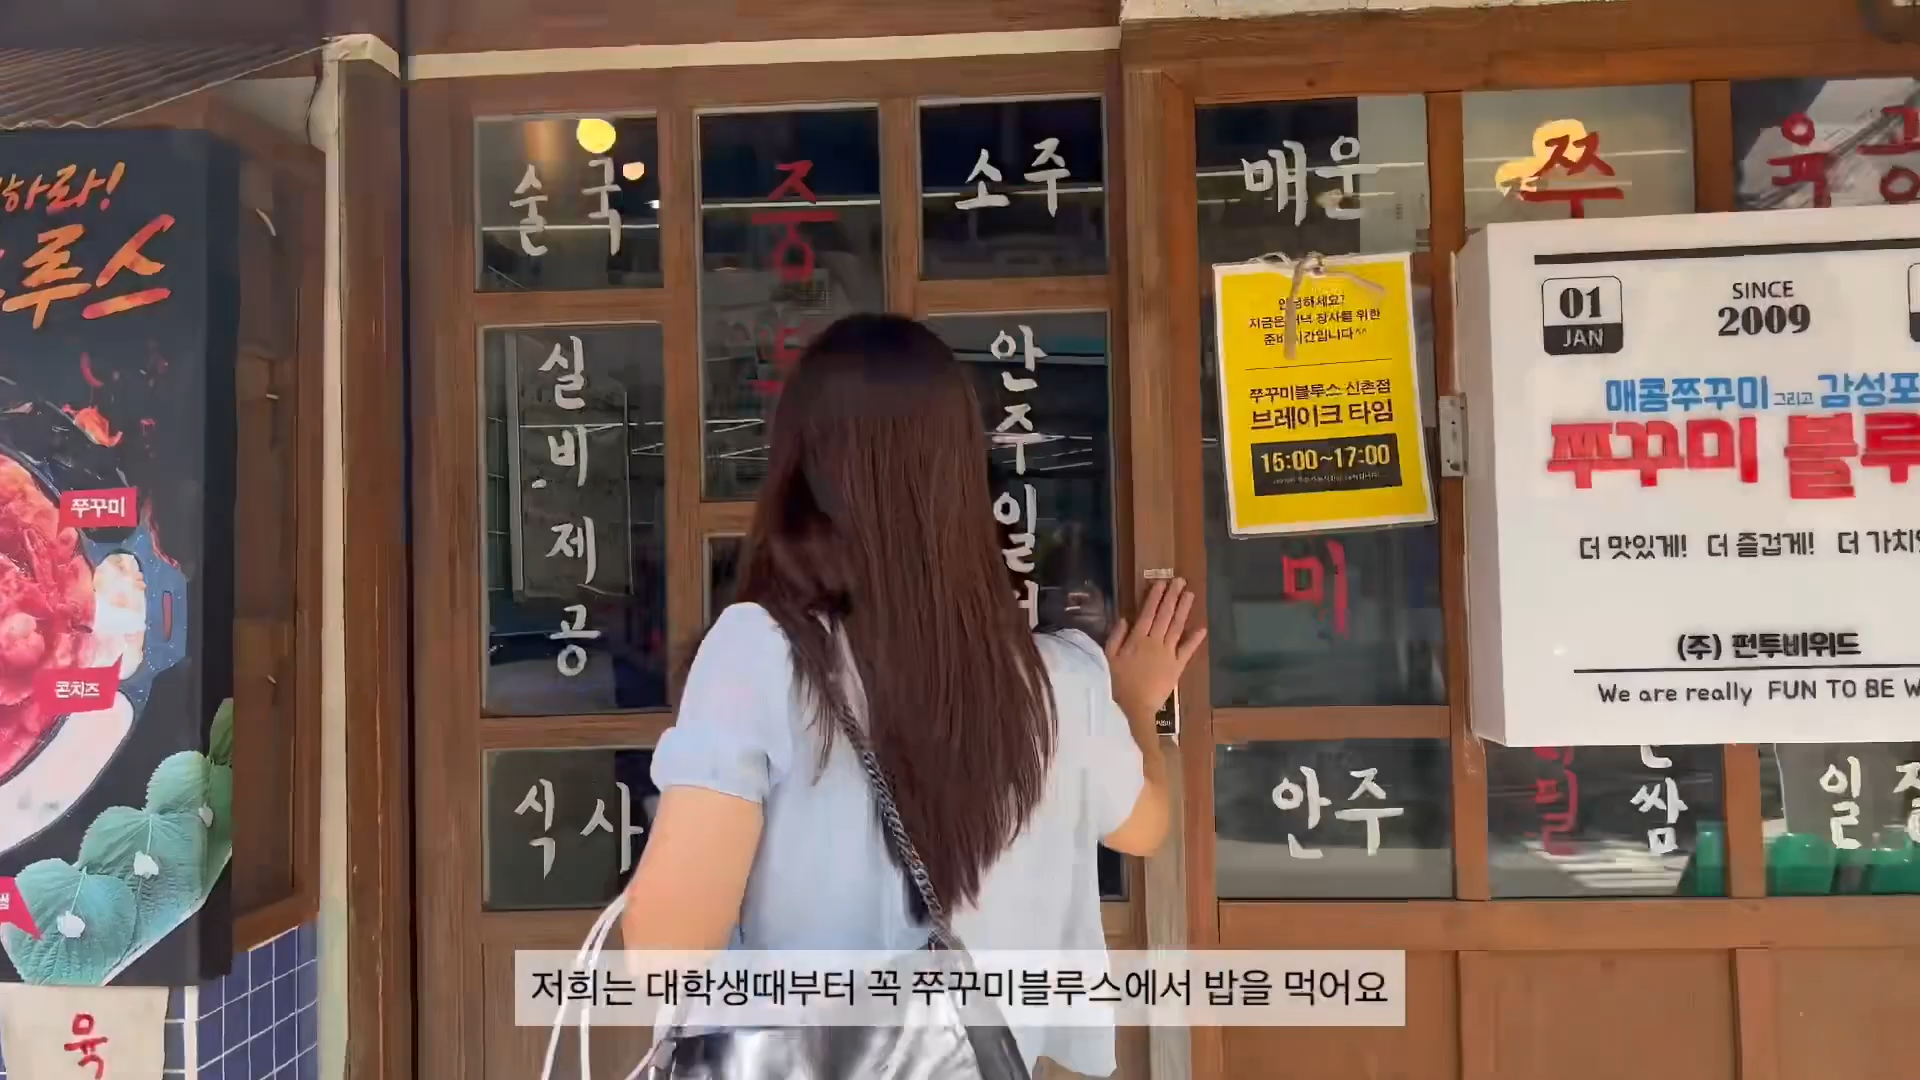 하라!
루스
쭈꾸미
콘치즈
육
술국
소주
실비제공
안주일
식사
매운
쭈
육공
안녕하세요?
지금은 저녁 장사를 위한
준비시간입니다^^
쭈꾸미블루스 신촌점
브레이크 타임
15:00~17:00
미
안주
쌈
일
01
JAN
SINCE
2009
매콤쭈꾸미 그리고 감성포
쭈꾸미 블루
더 맛있게! 더 즐겁게! 더 가치
(주) 펀투비위드
We are really FUN TO BE W
저희는 대학생때부터 꼭 쭈꾸미블루스에서 밥을 먹어요